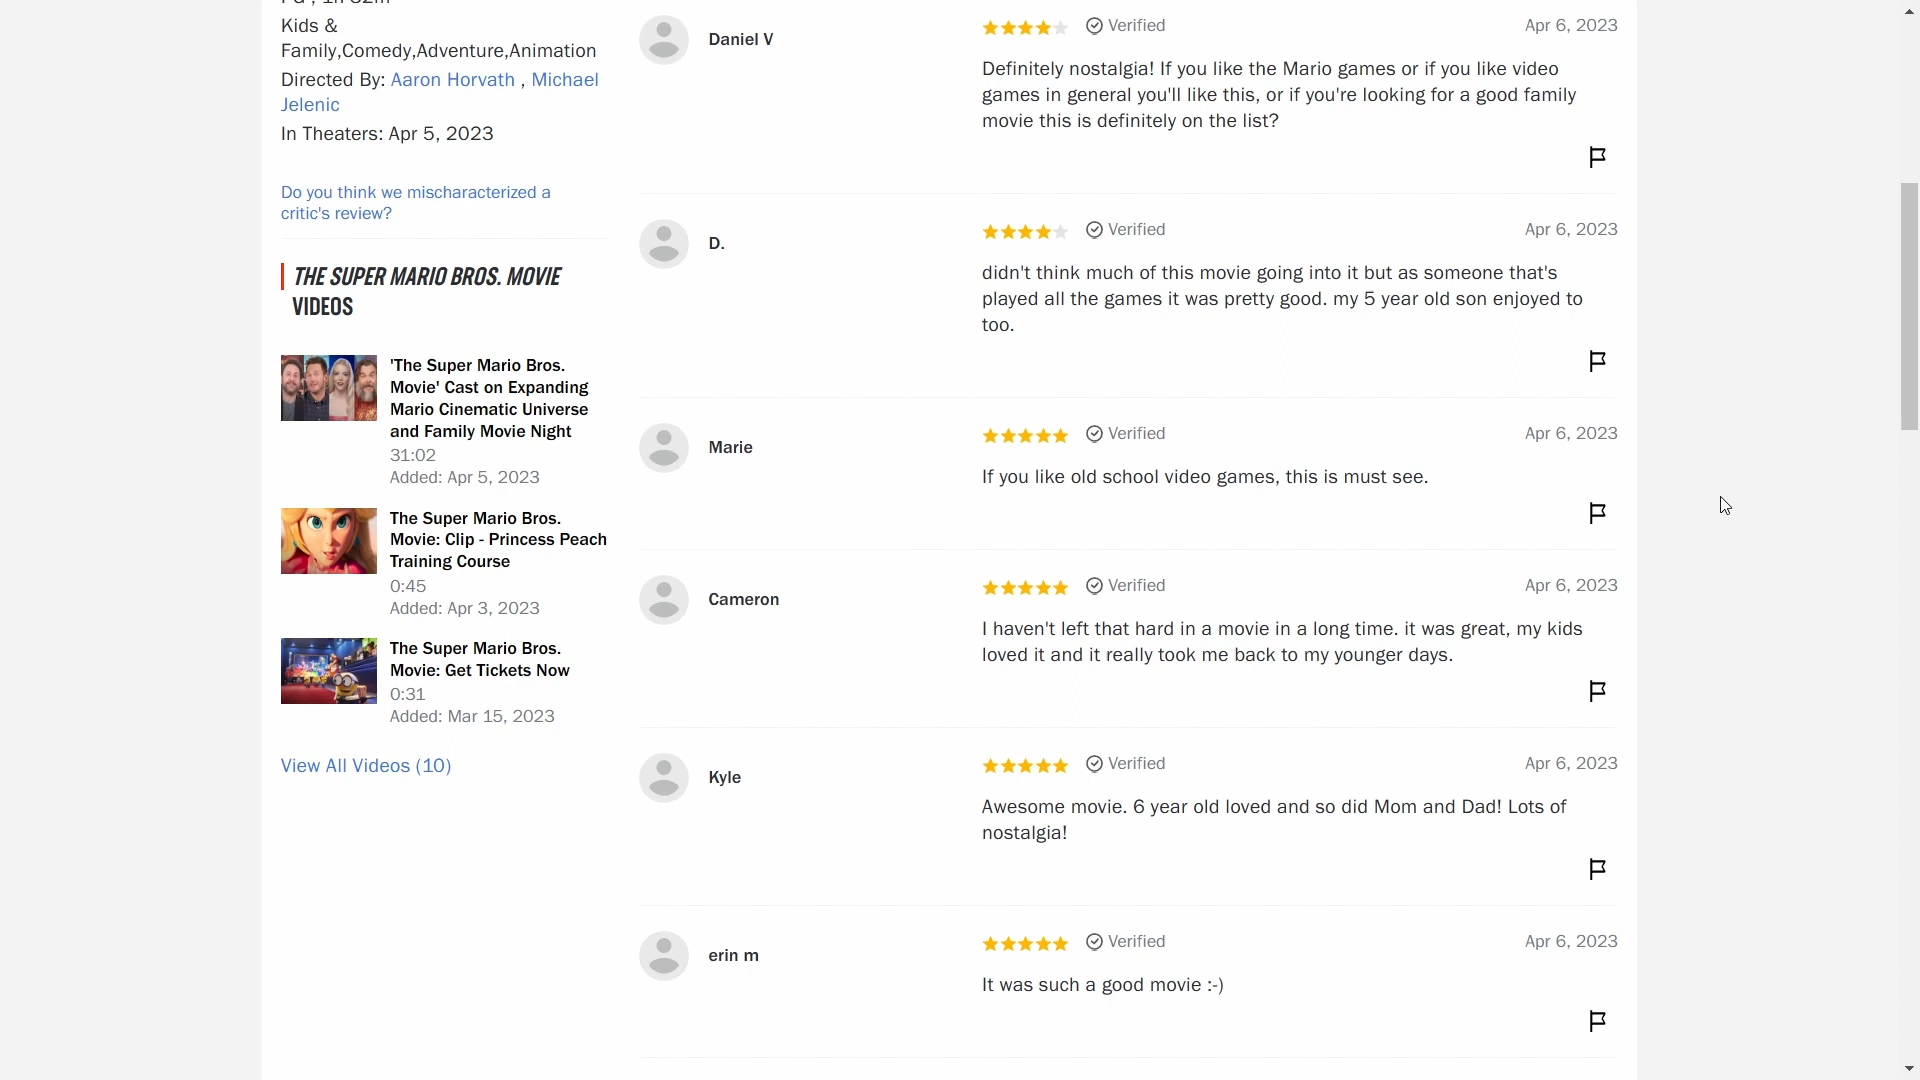 Kids &
Family,Comedy,Adventure,Animation
Directed By: Aaron Horvath , Michael
Jelenic
In Theaters: Apr 5, 2023
Do you think we mischaracterized a
critic's review?
THE SUPER MARIO BROS. MOVIE
VIDEOS
'The Super Mario Bros.
Movie' Cast on Expanding
Mario Cinematic Universe
and Family Movie Night
31:02
Added: Apr 5, 2023
The Super Mario Bros.
Movie: Clip - Princess Peach
Training Course
0:45
Added: Apr 3, 2023
The Super Mario Bros.
Movie: Get Tickets Now
0:31
Added: Mar 15, 2023
View All Videos (10)
Daniel V
Verified
Apr 6, 2023
Definitely nostalgia! If you like the Mario games or if you like video
games in general you'll like this, or if you're looking for a good family
movie this is definitely on the list?
D.
Verified
Apr 6, 2023
didn't think much of this movie going into it but as someone that's
played all the games it was pretty good. my 5 year old son enjoyed to
too.
Marie
Verified
Apr 6, 2023
If you like old school video games, this is must see.
Cameron
Verified
Apr 6, 2023
I haven't left that hard in a movie in a long time. it was great, my kids
loved it and it really took me back to my younger days.
Kyle
Verified
Apr 6, 2023
Awesome movie. 6 year old loved and so did Mom and Dad! Lots of
nostalgia!
erin m
Verified
Apr 6, 2023
It was such a good movie :-)